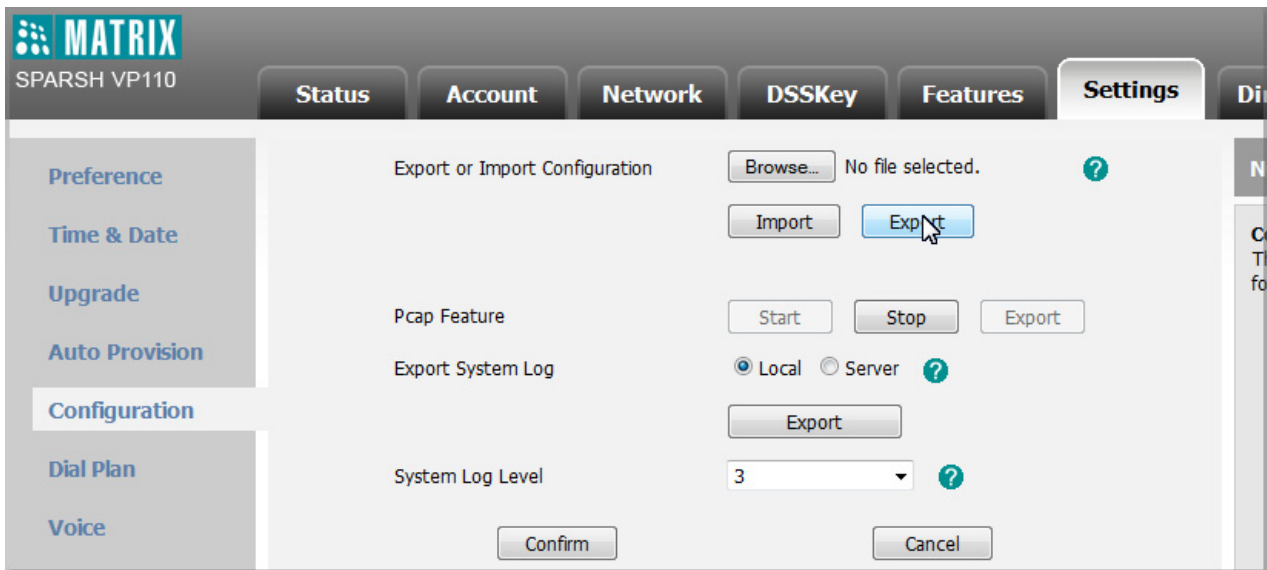 MATRIX
SPARSH VP110
Status Account Network DSSKey Features Settings
Preference
Time & Date
Upgrade
Auto Provision
Configuration
Dial Plan
Voice
Export or Import Configuration Browse... No file selected. ?
Import Export
Pcap Feature Start Stop Export
Export System Log Local Server ?
Export
System Log Level 3 ?
Confirm Cancel